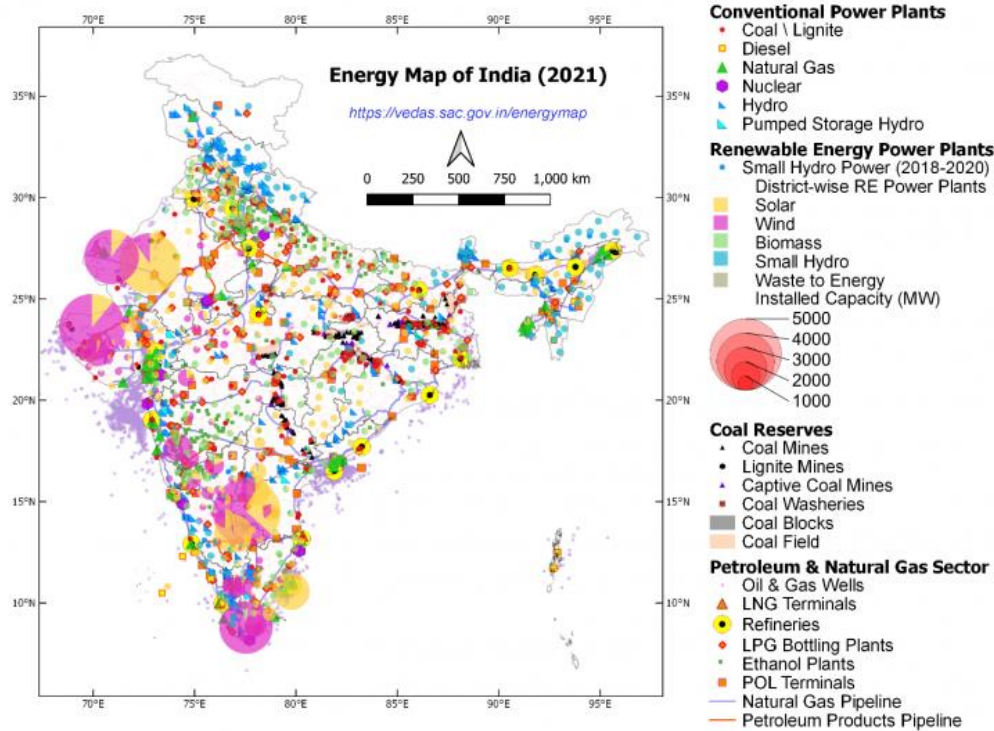 70°E 75°E 80°E 85°E 90°E 95°E
Energy Map of India (2021)
https://vedas.sac.gov.in/energymap
0 250 500 750 1,000 km
35°N 35°N
30°N 30°N
25°N 25°N
20°N 20°N
15°N 15°N
10°N 10°N
70°E 75°E 80°E 85°E 90°E 95°E
Conventional Power Plants
Coal \ Lignite
Diesel
Natural Gas
Nuclear
Hydro
Pumped Storage Hydro
Renewable Energy Power Plants
Small Hydro Power (2018-2020)
District-wise RE Power Plants
Solar
Wind
Biomass
Small Hydro
Waste to Energy
Installed Capacity (MW)
5000
4000
3000
2000
1000
Coal Reserves
Coal Mines
Lignite Mines
Captive Coal Mines
Coal Washeries
Coal Blocks
Coal Field
Petroleum & Natural Gas Sector
Oil & Gas Wells
LNG Terminals
Refineries
LPG Bottling Plants
Ethanol Plants
POL Terminals
Natural Gas Pipeline
Petroleum Products Pipeline